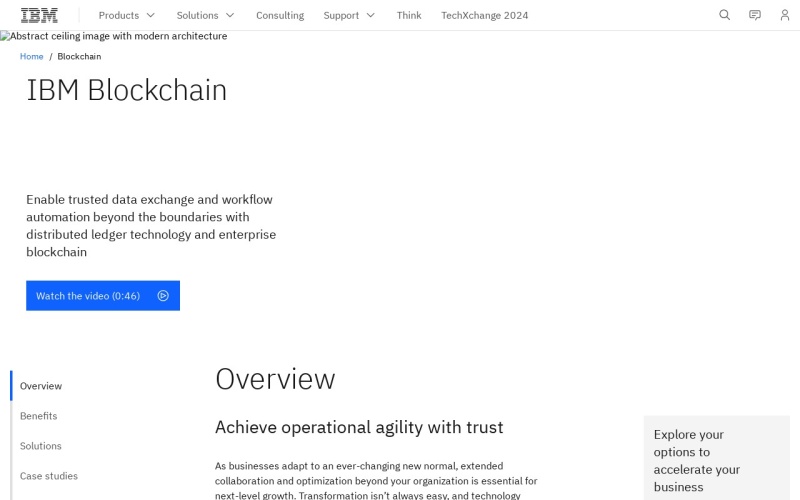 IBM Products Solutions Consulting Support Think TechXchange 2024
Abstract ceiling image with modern architecture
Home / Blockchain
IBM Blockchain
Enable trusted data exchange and workflow
automation beyond the boundaries with
distributed ledger technology and enterprise
blockchain
Watch the video (0:46)
Overview
Benefits
Solutions
Case studies
Overview
Achieve operational agility with trust
As businesses adapt to an ever-changing new normal, extended
collaboration and optimization beyond your organization is essential for
next-level growth. Transformation isn’t always easy, and technology
Explore your
options to
accelerate your
business